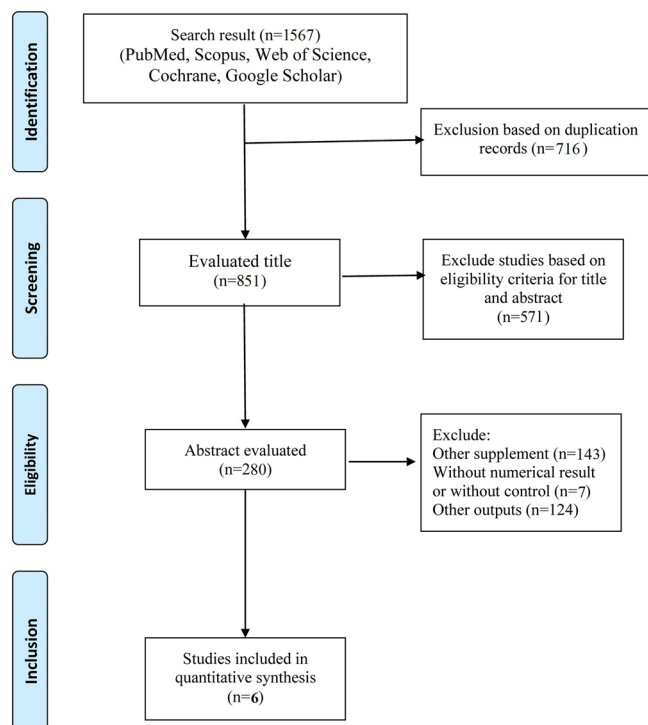 Identification
Search result (n=1567)
(PubMed, Scopus, Web of Science,
Cochrane, Google Scholar)
Exclusion based on duplication
records (n=716)
Screening
Evaluated title
(n=851)
Exclude studies based on
eligibility criteria for title
and abstract
(n=571)
Eligibility
Abstract evaluated
(n=280)
Exclude:
Other supplement (n=143)
Without numerical result
or without control (n=7)
Other outputs (n=124)
Inclusion
Studies included in
quantitative synthesis
(n=6)